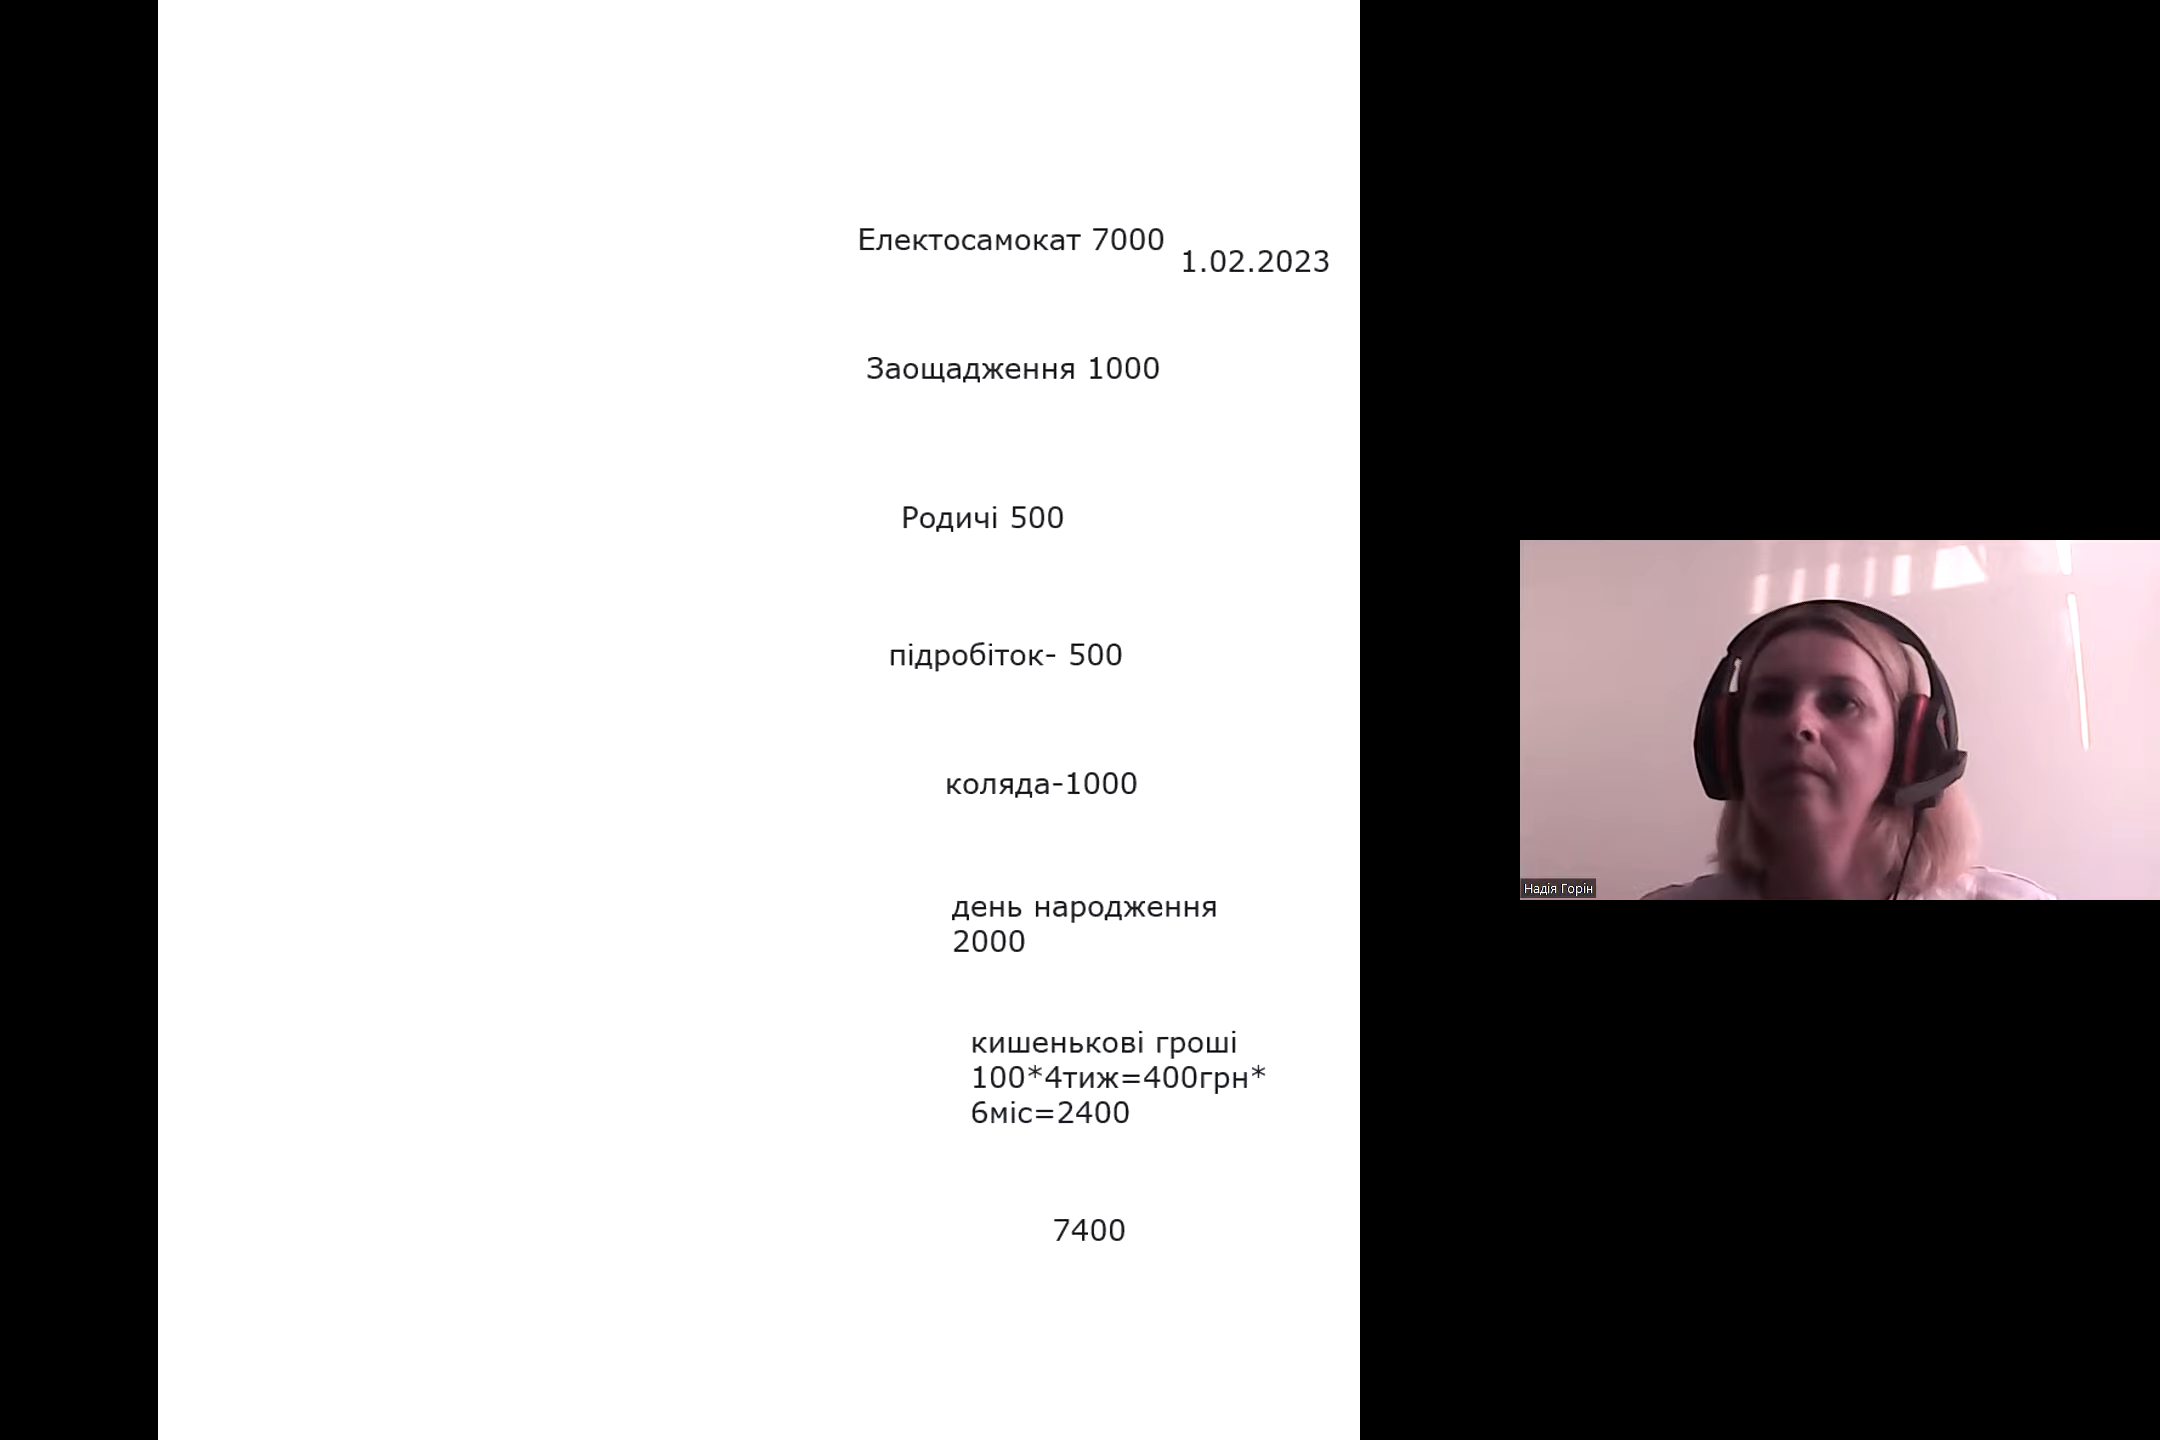 Електосамокат 7000
1.02.2023
Заощадження 1000
Родичі 500
підробіток- 500
коляда-1000
день народження
2000
кишенькові гроші
100*4тиж=400грн*
6міс=2400
7400
Надія Горін